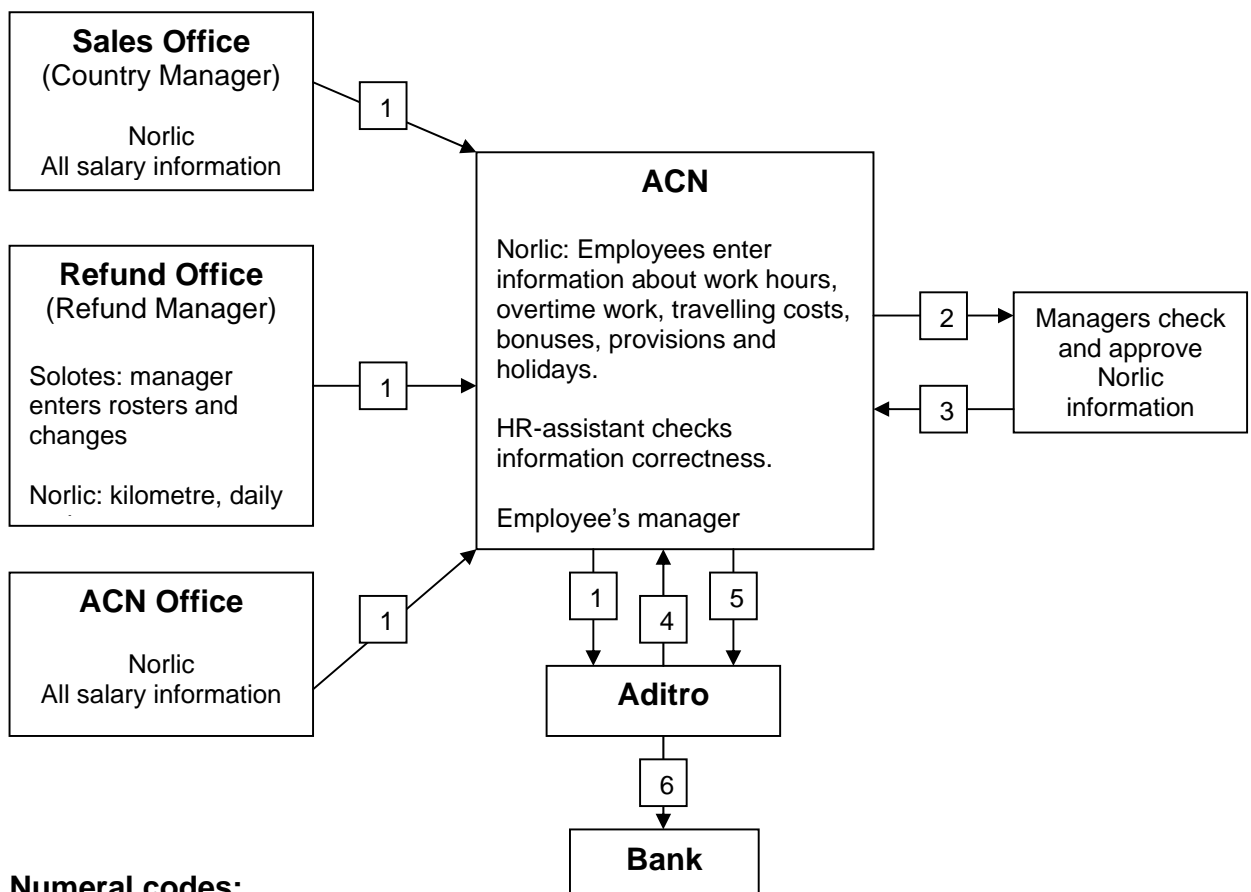 Sales Office
(Country Manager)
Norlic
All salary information
1
Refund Office
(Refund Manager)
Solotes: manager
enters rosters and
changes
Norlic: kilometre, daily
1
ACN Office
Norlic
All salary information
1
ACN
Norlic: Employees enter
information about work hours,
overtime work, travelling costs,
bonuses, provisions and
holidays.
HR-assistant checks
information correctness.
Employee's manager
2
3
Managers check
and approve
Norlic
information
1
4
5
Aditro
6
Bank
Numeral codes: